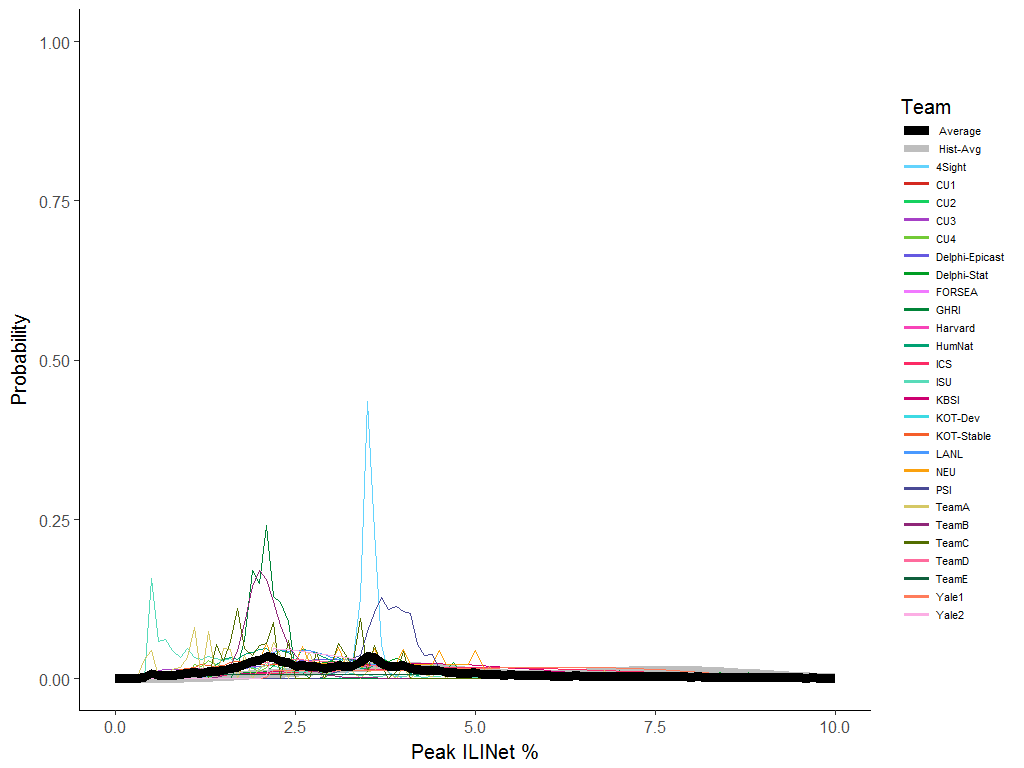 1.00
0.75
0.50
0.25
0.00
Probability
0.0 2.5 5.0 7.5 10.0
Peak ILINet %
Team
Average
Hist-Avg
4Sight
CU1
CU2
CU3
CU4
Delphi-Epicast
Delphi-Stat
FORSEA
GHRI
Harvard
HumNat
ICS
ISU
KBSI
KOT-Dev
KOT-Stable
LANL
NEU
PSI
TeamA
TeamB
TeamC
TeamD
TeamE
Yale1
Yale2